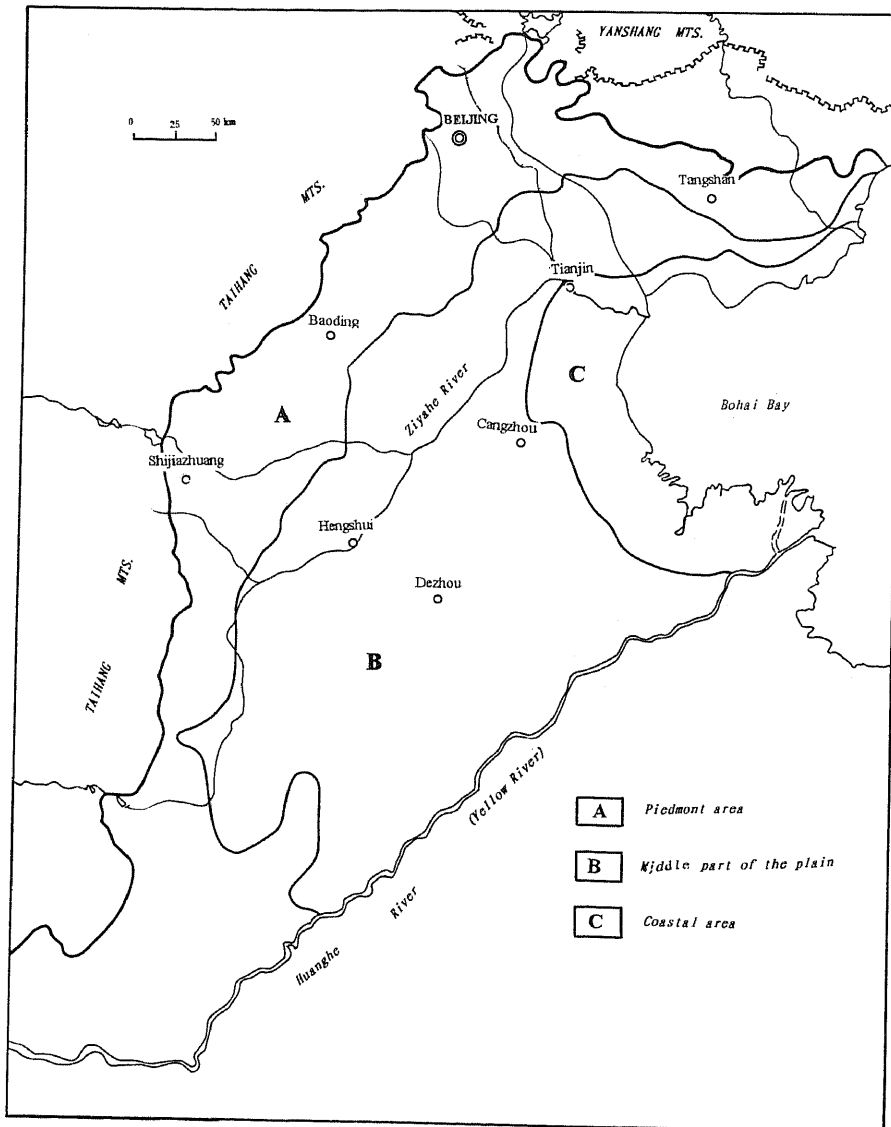 YANSHANG MTS.
0 25 50 km
BEIJING
Tangshan
TAIHANG MTS.
Tianjin
Baoding
C
A
Ziyahe River
Bohai Bay
Cangzhou
Shijiazhuang
Hengshui
Dezhou
TAIHANG MTS.
B
(Yellow River)
Huanghe River
A Piedmont area
B Middle part of the plain
C Coastal area